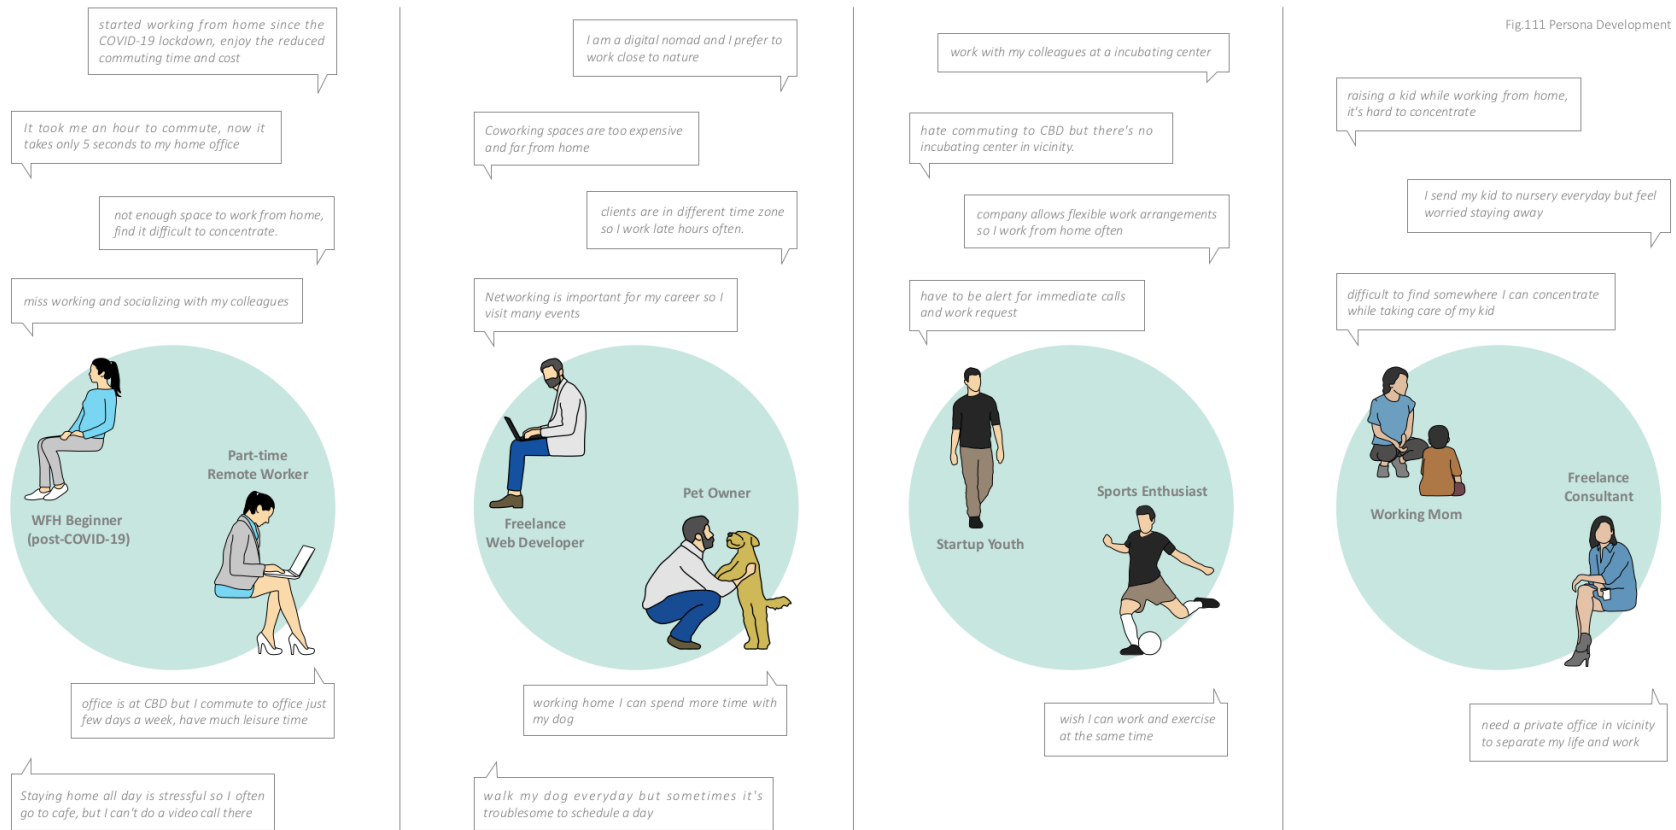 Fig.111 Persona Development
started working from home since the
COVID-19 lockdown, enjoy the reduced
commuting time and cost
It took me an hour to commute, now it
takes only 5 seconds to my home office
not enough space to work from home,
find it difficult to concentrate.
miss working and socializing with my colleagues
Part-time
Remote Worker
WFH Beginner
(post-COVID-19)
office is at CBD but I commute to office just
few days a week, have much leisure time
Staying home all day is stressful so I often
go to cafe, but I can't do a video call there
I am a digital nomad and I prefer to
work close to nature
Coworking spaces are too expensive
and far from home
clients are in different time zone
so I work late hours often.
Networking is important for my career so I
visit many events
Pet Owner
Freelance
Web Developer
working home I can spend more time with
my dog
walk my dog everyday but sometimes it's
troublesome to schedule a day
work with my colleagues at a incubating center
hate commuting to CBD but there's no
incubating center in vicinity.
company allows flexible work arrangements
so I work from home often
have to be alert for immediate calls
and work request
Sports Enthusiast
Startup Youth
wish I can work and exercise
at the same time
raising a kid while working from home,
it's hard to concentrate
I send my kid to nursery everyday but feel
worried staying away
difficult to find somewhere I can concentrate
while taking care of my kid
Freelance
Consultant
Working Mom
need a private office in vicinity
to separate my life and work